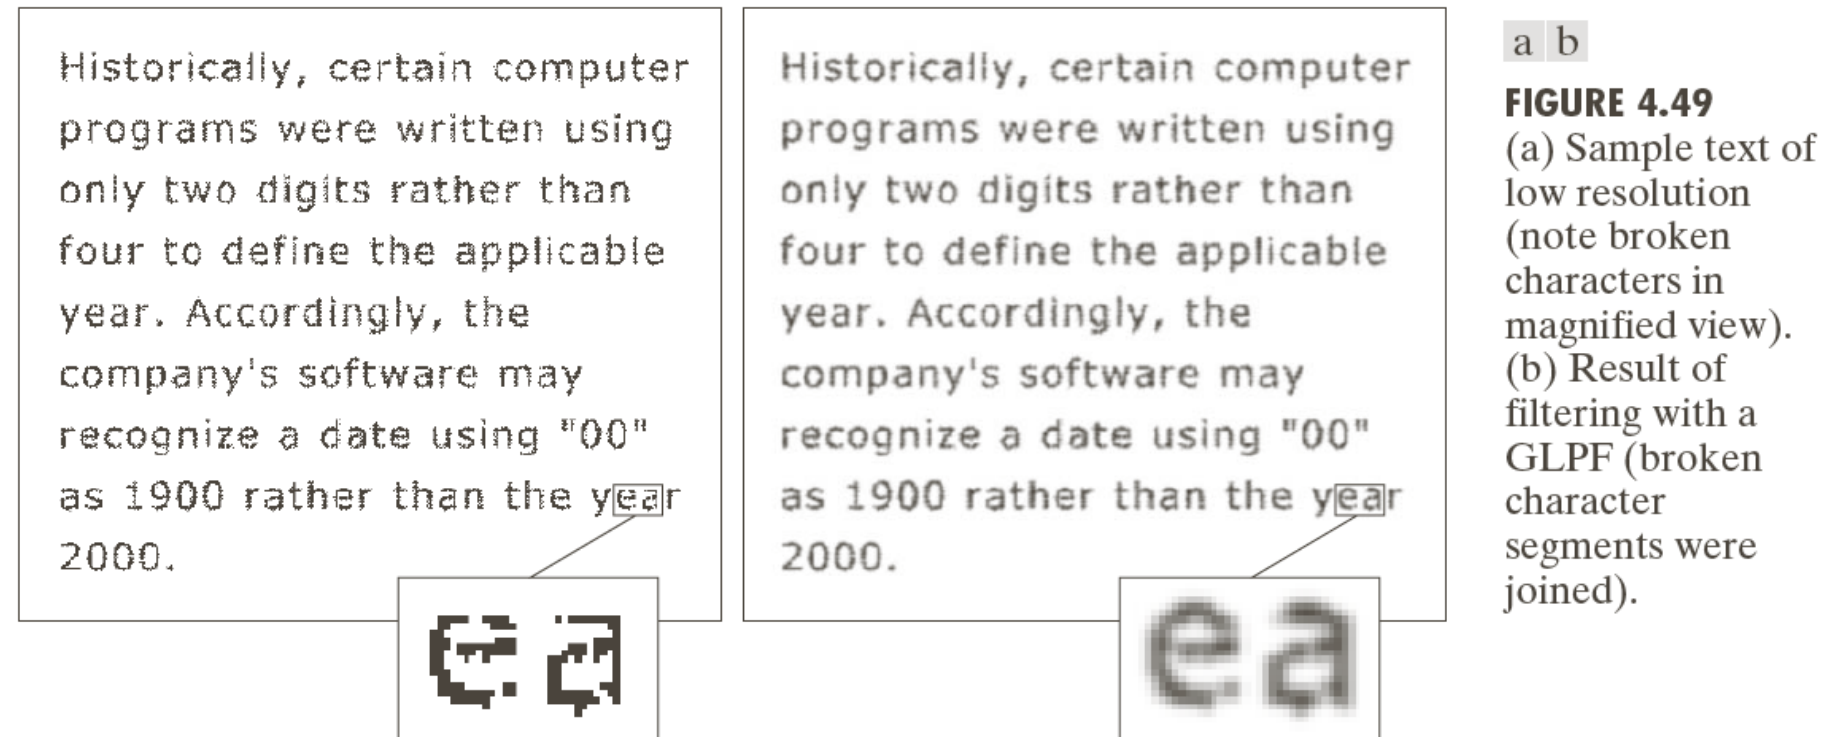 Historically, certain computer
programs were written using
only two digits rather than
four to define the applicable
year. Accordingly, the
company's software may
recognize a date using "00"
as 1900 rather than the year
2000.
ea
Historically, certain computer
programs were written using
only two digits rather than
four to define the applicable
year. Accordingly, the
company's software may
recognize a date using "00"
as 1900 rather than the year
2000.
ea
a b
FIGURE 4.49
(a) Sample text of
low resolution
(note broken
characters in
magnified view).
(b) Result of
filtering with a
GLPF (broken
character
segments were
joined).